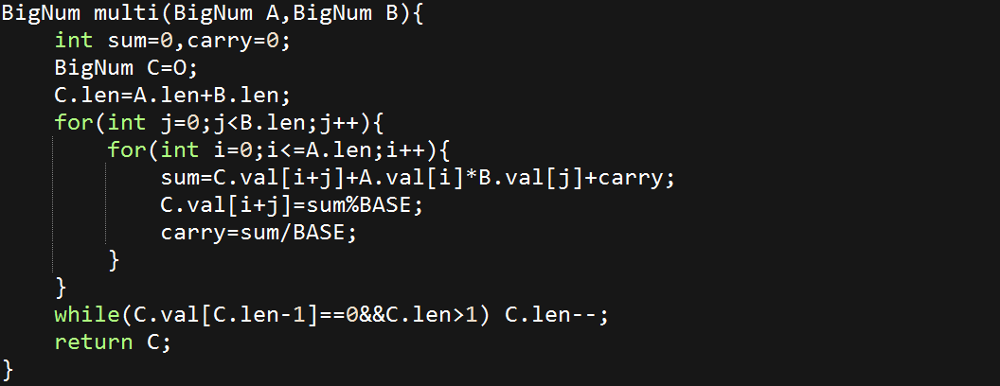 BigNum multi(BigNum A,BigNum B){
    int sum=0,carry=0;
    BigNum C=O;
    C.len=A.len+B.len;
    for(int j=0;j<B.len;j++){
        for(int i=0;i<=A.len;i++){
            sum=C.val[i+j]+A.val[i]*B.val[j]+carry;
            C.val[i+j]=sum%BASE;
            carry=sum/BASE;
        }
    }
    while(C.val[C.len-1]==0&&C.len>1) C.len--;
    return C;
}